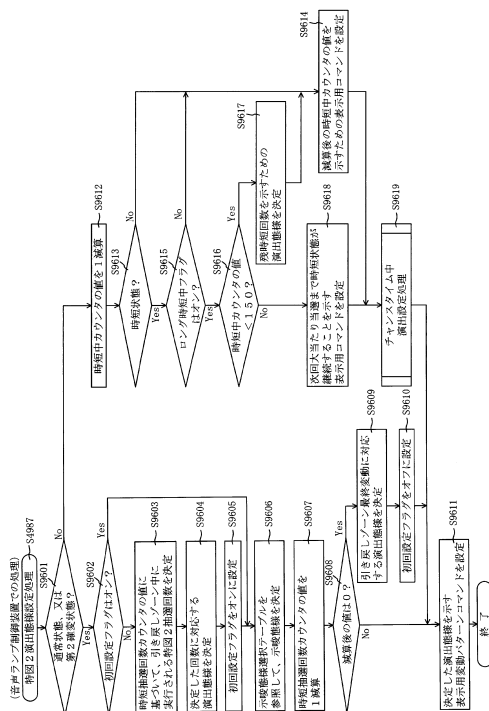 (音声ランプ制御装置での処理)
特図2演出態様設定処理
S4987
通常状態、又は
第2確変状態?
S9601
Yes
No
初回設定フラグはオン?
S9602
Yes
No
時短抽選回数カウンタの値に
基づいて、引き戻しゾーン中に
実行される特図2抽選回数を決定
S9603
決定した回数に対応する
演出態様を決定
S9604
初回設定フラグをオンに設定
S9605
示唆態様選択テーブルを
参照して、示唆態様を決定
S9606
時短抽選回数カウンタの値を
1減算
S9607
減算後の値は0?
S9608
Yes
No
引き戻しゾーン最終変動に対応
する演出態様を決定
S9609
初回設定フラグをオフに設定
S9610
決定した演出態様を示す
表示用変動パターンコマンドを設定
S9611
終 了
時短中カウンタの値を1減算
S9612
時短状態?
S9613
No
Yes
ロング時短中フラグ
はオン?
S9615
No
Yes
時短中カウンタの値
<150?
S9616
Yes
No
残時短回数を示すための
演出態様を決定
S9617
減算後の時短中カウンタの値を
示すための表示用コマンドを設定
S9614
次回大当たり当選まで時短状態が
継続することを示す
表示用コマンドを設定
S9618
チャンスタイム中
演出設定処理
S9619